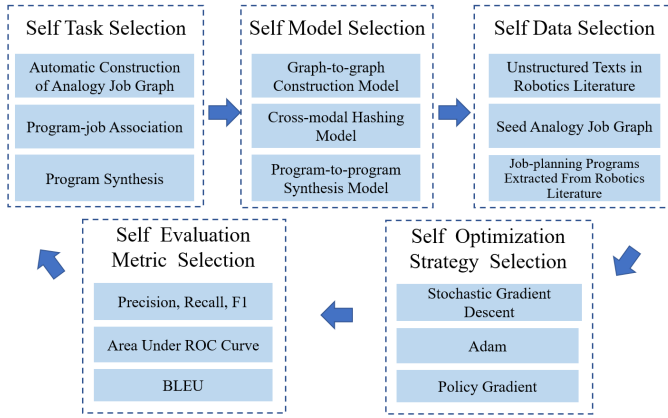 Self Task Selection
Automatic Construction
of Analogy Job Graph
Program-job Association
Program Synthesis
Self Model Selection
Graph-to-graph
Construction Model
Cross-modal Hashing
Model
Program-to-program
Synthesis Model
Self Data Selection
Unstructured Texts in
Robotics Literature
Seed Analogy Job Graph
Job-planning Programs
Extracted From Robotics
Literature
Self Evaluation
Metric Selection
Precision, Recall, F1
Area Under ROC Curve
BLEU
Self Optimization
Strategy Selection
Stochastic Gradient
Descent
Adam
Policy Gradient